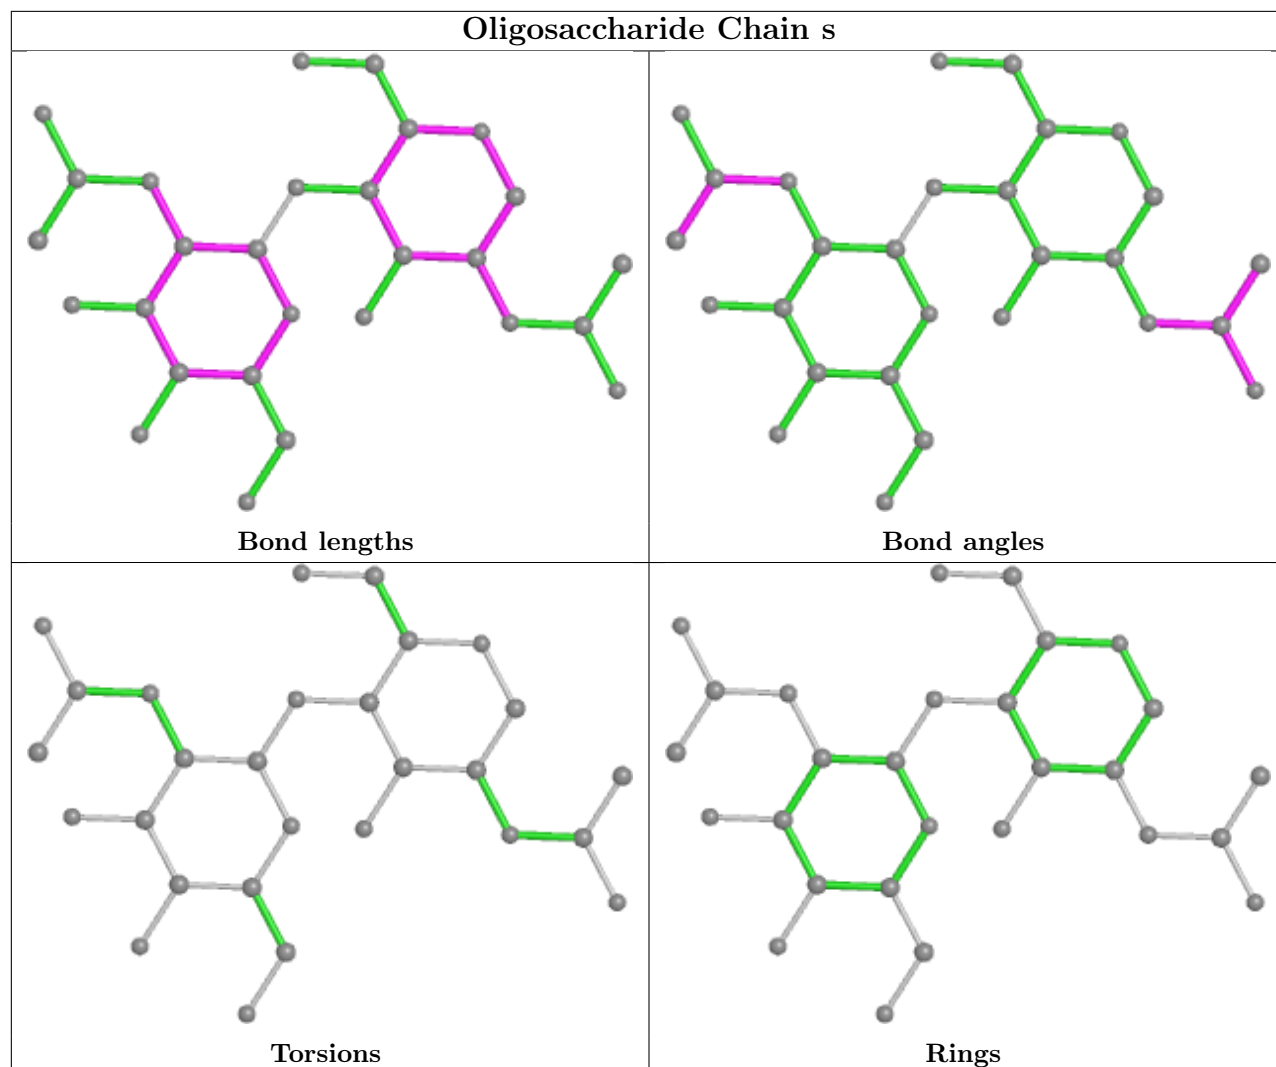 Oligosaccharide Chain s
Bond lengths
Bond angles
Torsions
Rings